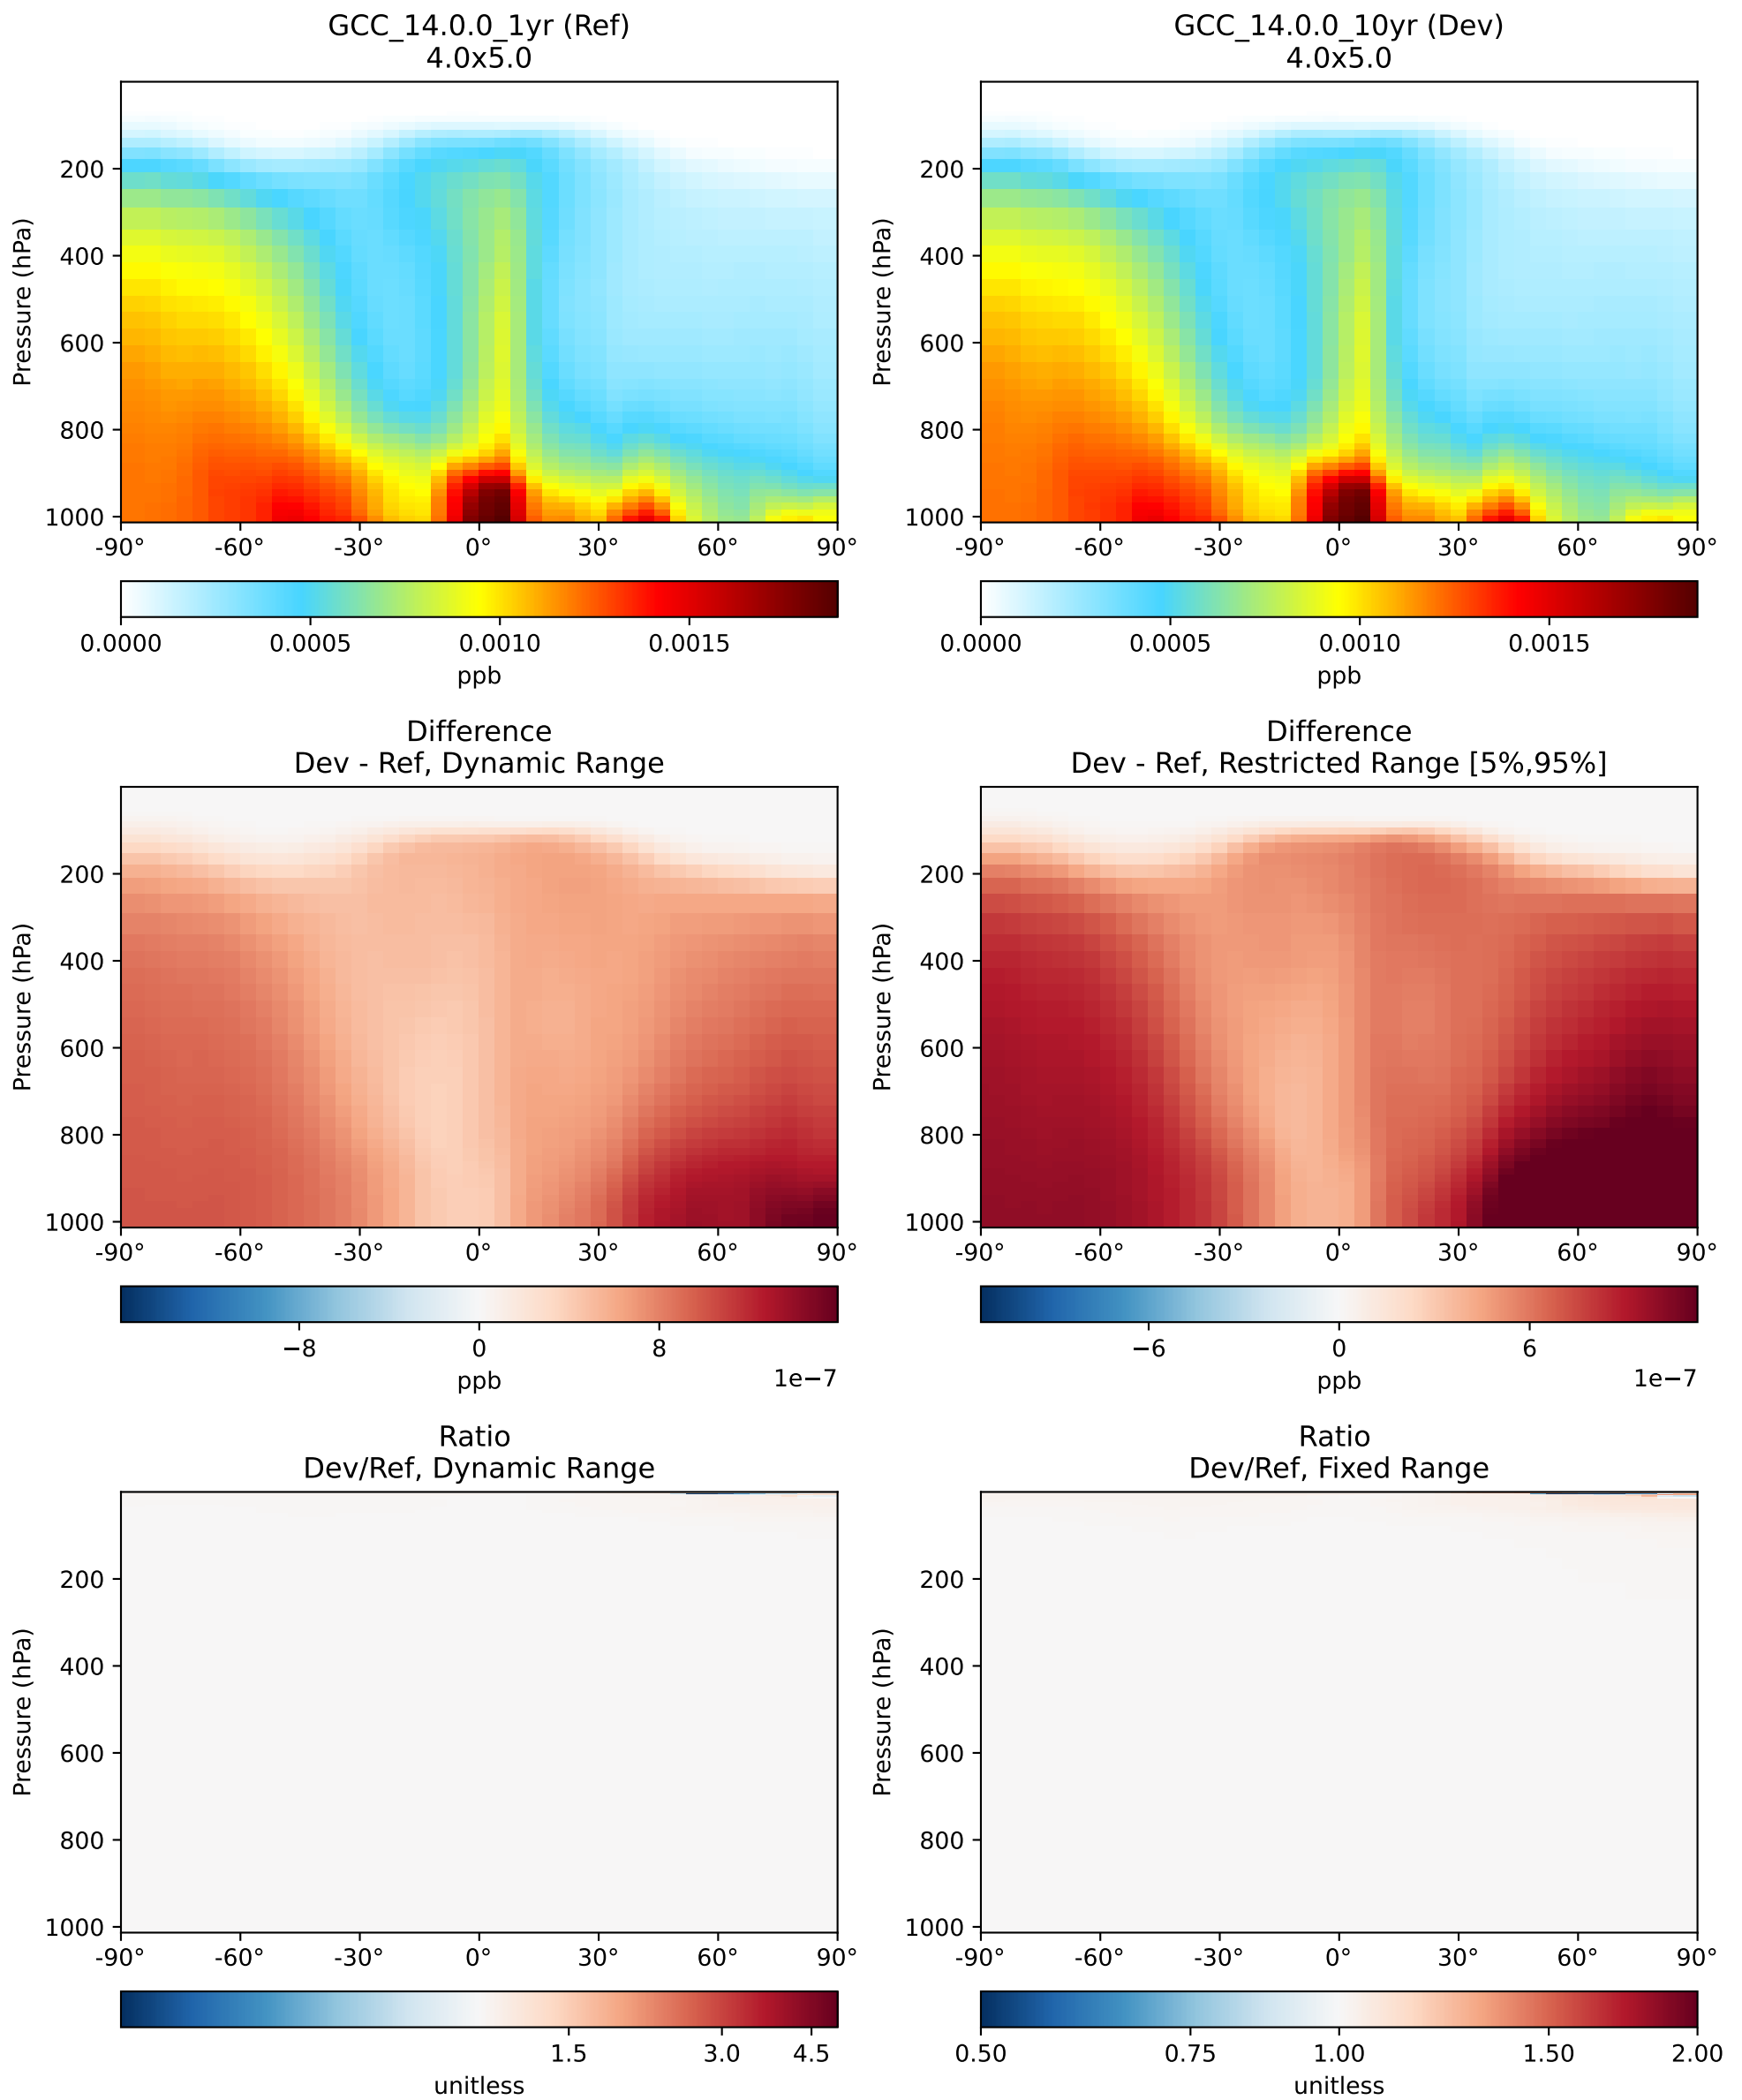 GCC_14.0.0_1yr (Ref)
4.0x5.0
Pressure (hPa)
200
400
600
800
1000
-90° -60° -30° 0° 30° 60° 90°
0.0000 0.0005 0.0010 0.0015
ppb
GCC_14.0.0_10yr (Dev)
4.0x5.0
Pressure (hPa)
200
400
600
800
1000
-90° -60° -30° 0° 30° 60° 90°
0.0000 0.0005 0.0010 0.0015
ppb
Difference
Dev - Ref, Dynamic Range
Pressure (hPa)
200
400
600
800
1000
-90° -60° -30° 0° 30° 60° 90°
−8 0 8
ppb 1e−7
Difference
Dev - Ref, Restricted Range [5%,95%]
Pressure (hPa)
200
400
600
800
1000
-90° -60° -30° 0° 30° 60° 90°
−6 0 6
ppb 1e−7
Ratio
Dev/Ref, Dynamic Range
Pressure (hPa)
200
400
600
800
1000
-90° -60° -30° 0° 30° 60° 90°
1.5 3.0 4.5
unitless
Ratio
Dev/Ref, Fixed Range
Pressure (hPa)
200
400
600
800
1000
-90° -60° -30° 0° 30° 60° 90°
0.50 0.75 1.00 1.50 2.00
unitless